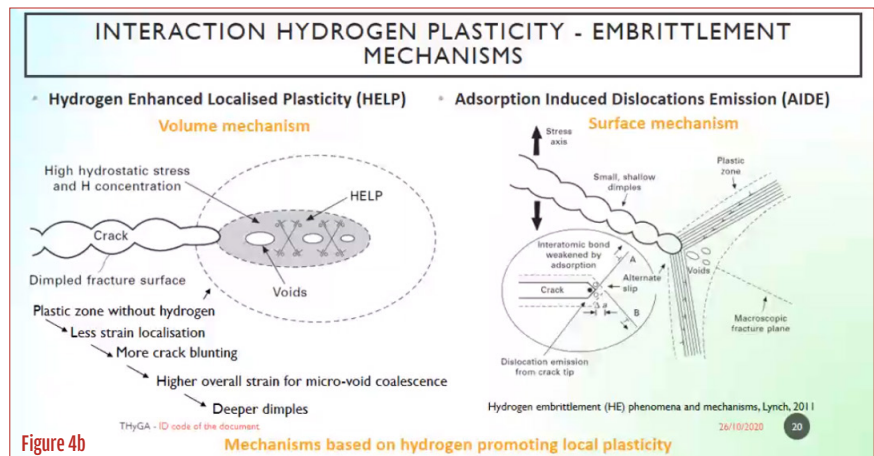 INTERACTION HYDROGEN PLASTICITY - EMBRITTLEMENT
MECHANISMS
• Hydrogen Enhanced Localised Plasticity (HELP)
Volume mechanism
High hydrostatic stress
and H concentration
HELP
Crack
Voids
Dimpled fracture surface
Plastic zone without hydrogen
Less strain localisation
More crack blunting
Higher overall strain for micro-void coalescence
Deeper dimples
• Adsorption Induced Dislocations Emission (AIDE)
Surface mechanism
Stress
axis
Small, shallow
dimples
Plastic
zone
Interatomic bond
weakened by
adsorption
A
Alternate
slip
Voids
Crack
a
B
Macroscopic
fracture plane
Dislocation emission
from crack tip
Hydrogen embrittlement (HE) phenomena and mechanisms, Lynch, 2011
THyGA - ID code of the document
26/10/2020
20
Figure 4b
Mechanisms based on hydrogen promoting local plasticity